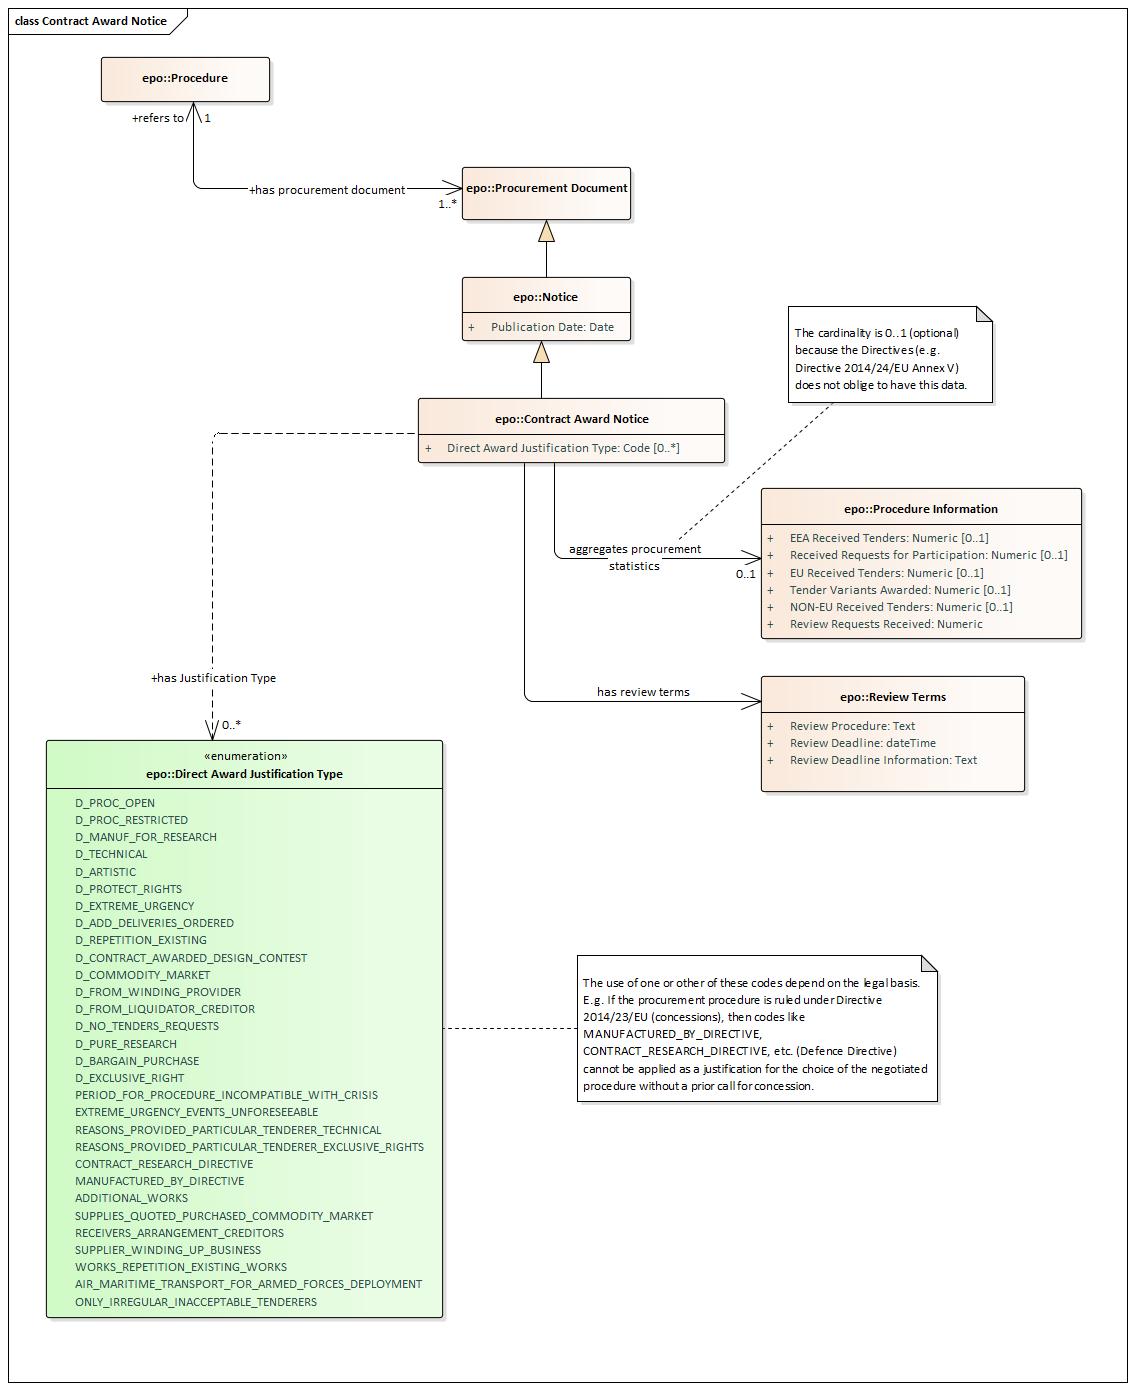 class Contract Award Notice
epo::Procedure
+refers to
1
+has procurement document
1..*
epo::Procurement Document
epo::Notice
+ Publication Date: Date
The cardinality is 0..1 (optional)
because the Directives (e.g.
Directive 2014/24/EU Annex V)
does not oblige to have this data.
epo::Contract Award Notice
+ Direct Award Justification Type: Code [0..*]
aggregates procurement
statistics
0..1
epo::Procedure Information
+ EEA Received Tenders: Numeric [0..1]
+ Received Requests for Participation: Numeric [0..1]
+ EU Received Tenders: Numeric [0..1]
+ Tender Variants Awarded: Numeric [0..1]
+ NON-EU Received Tenders: Numeric [0..1]
+ Review Requests Received: Numeric
has review terms
epo::Review Terms
+ Review Procedure: Text
+ Review Deadline: dateTime
+ Review Deadline Information: Text
+has Justification Type
0..*
«enumeration»
epo::Direct Award Justification Type
D_PROC_OPEN
D_PROC_RESTRICTED
D_MANUF_FOR_RESEARCH
D_TECHNICAL
D_ARTISTIC
D_PROTECT_RIGHTS
D_EXTREME_URGENCY
D_ADD_DELIVERIES_ORDERED
D_REPETITION_EXISTING
D_CONTRACT_AWARDED_DESIGN_CONTEST
D_COMMODITY_MARKET
D_FROM_WINDING_PROVIDER
D_FROM_LIQUIDATOR_CREDITOR
D_NO_TENDERS_REQUESTS
D_PURE_RESEARCH
D_BARGAIN_PURCHASE
D_EXCLUSIVE_RIGHT
PERIOD_FOR_PROCEDURE_INCOMPATIBLE_WITH_CRISIS
EXTREME_URGENCY_EVENTS_UNFORESEEABLE
REASONS_PROVIDED_PARTICULAR_TENDERER_TECHNICAL
REASONS_PROVIDED_PARTICULAR_TENDERER_EXCLUSIVE_RIGHTS
CONTRACT_RESEARCH_DIRECTIVE
MANUFACTURED_BY_DIRECTIVE
ADDITIONAL_WORKS
SUPPLIES_QUOTED_PURCHASED_COMMODITY_MARKET
RECEIVERS_ARRANGEMENT_CREDITORS
SUPPLIER_WINDING_UP_BUSINESS
WORKS_REPETITION_EXISTING_WORKS
AIR_MARITIME_TRANSPORT_FOR_ARMED_FORCES_DEPLOYMENT
ONLY_IRREGULAR_INACCEPTABLE_TENDERERS
The use of one or other of these codes depend on the legal basis.
E.g. If the procurement procedure is ruled under Directive
2014/23/EU (concessions), then codes like
MANUFACTURED_BY_DIRECTIVE,
CONTRACT_RESEARCH_DIRECTIVE, etc. (Defence Directive)
cannot be applied as a justification for the choice of the negotiated
procedure without a prior call for concession.